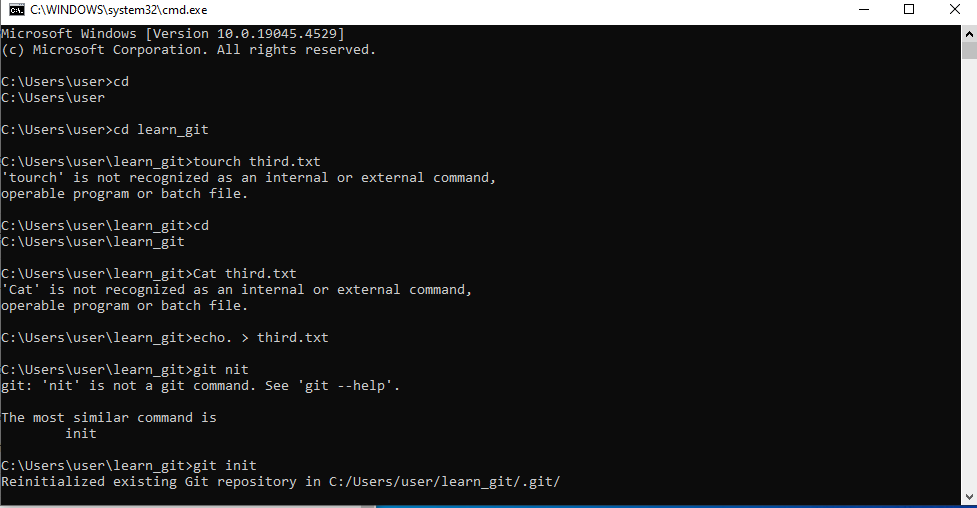 C:\WINDOWS\system32\cmd.exe
Microsoft Windows [Version 10.0.19045.4529]
(c) Microsoft Corporation. All rights reserved.
C:\Users\user>cd
C:\Users\user
C:\Users\user>cd learn_git
C:\Users\user\learn_git>tourch third.txt
'tourch' is not recognized as an internal or external command,
operable program or batch file.
C:\Users\user\learn_git>cd
C:\Users\user\learn_git
C:\Users\user\learn_git>Cat third.txt
'Cat' is not recognized as an internal or external command,
operable program or batch file.
C:\Users\user\learn_git>echo. > third.txt
C:\Users\user\learn_git>git nit
git: 'nit' is not a git command. See 'git --help'.
The most similar command is
        init
C:\Users\user\learn_git>git init
Reinitialized existing Git repository in C:/Users/user/learn_git/.git/